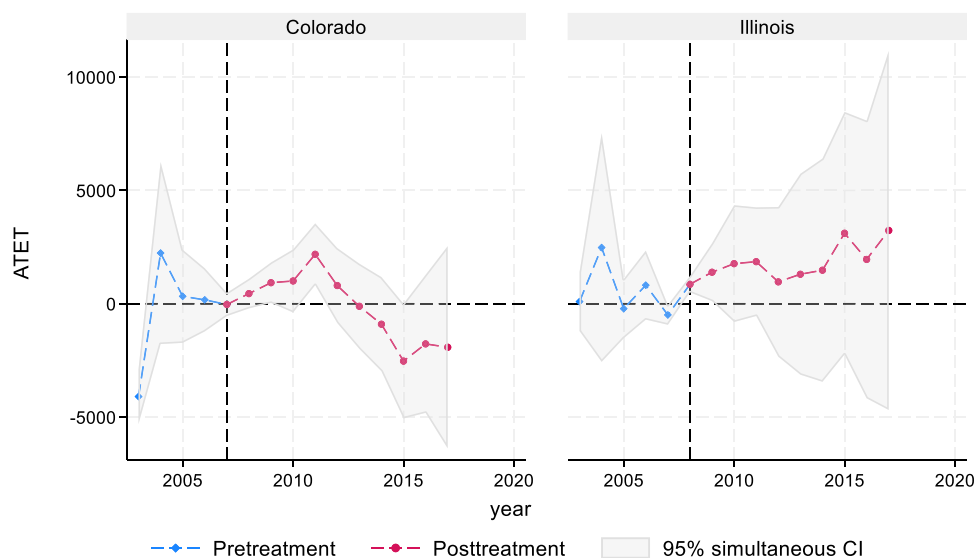 Colorado
Illinois
10000
5000
0
-5000
ATET
2005
2010
2015
2020
2005
2010
2015
2020
year
Pretreatment
Posttreatment
95% simultaneous CI